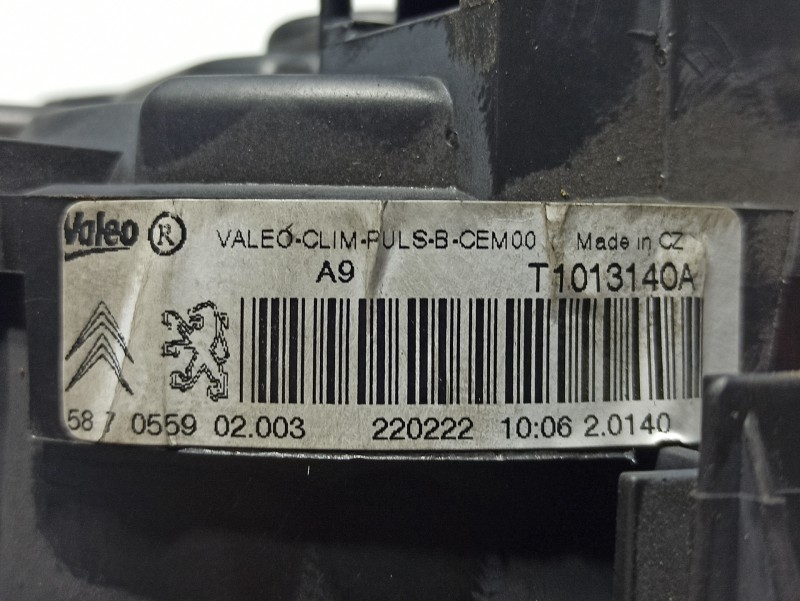 Valeo ® VALEO-CLIM-PULS-B-CEM00 Made in CZ
A9 T1013140A
58 7 0559 02.003 220222 10:06 2.0140